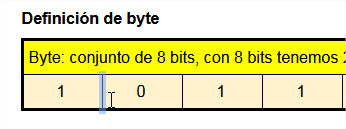 Definición de byte
Byte: conjunto de 8 bits, con 8 bits tenemos
1 0 1 1